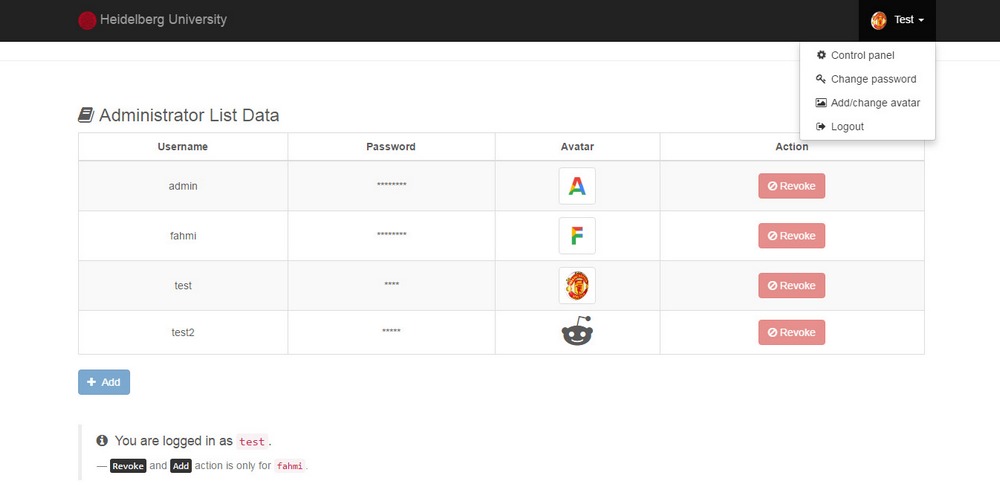 Heidelberg University
Test
Control panel
Change password
Add/change avatar
Logout
Administrator List Data
Username Password Avatar Action
admin ******** A Revoke
fahmi ******** F Revoke
test **** Revoke
test2 ***** Revoke
Add
You are logged in as test.
— Revoke and Add action is only for fahmi.